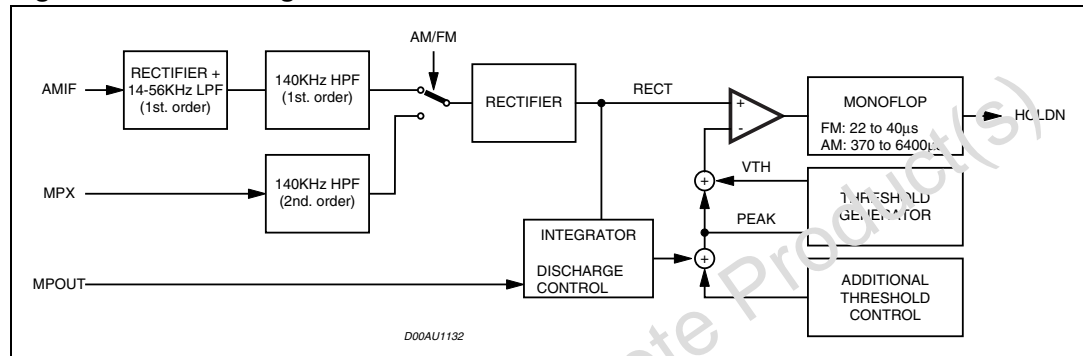 AM/FM
AMIF
RECTIFIER +
14-56KHz LPF
(1st. order)
140KHz HPF
(1st. order)
RECTIFIER
RECT
+
-
MONOFLOP
FM: 22 to 40μs
AM: 370 to 6400μs
HOLDN
MPX
140KHz HPF
(2nd. order)
+
VTH
THRESHOLD
GENERATOR
PEAK
INTEGRATOR
DISCHARGE
CONTROL
+
MPOUT
ADDITIONAL
THRESHOLD
CONTROL
D00AU1132
ete Product(s)